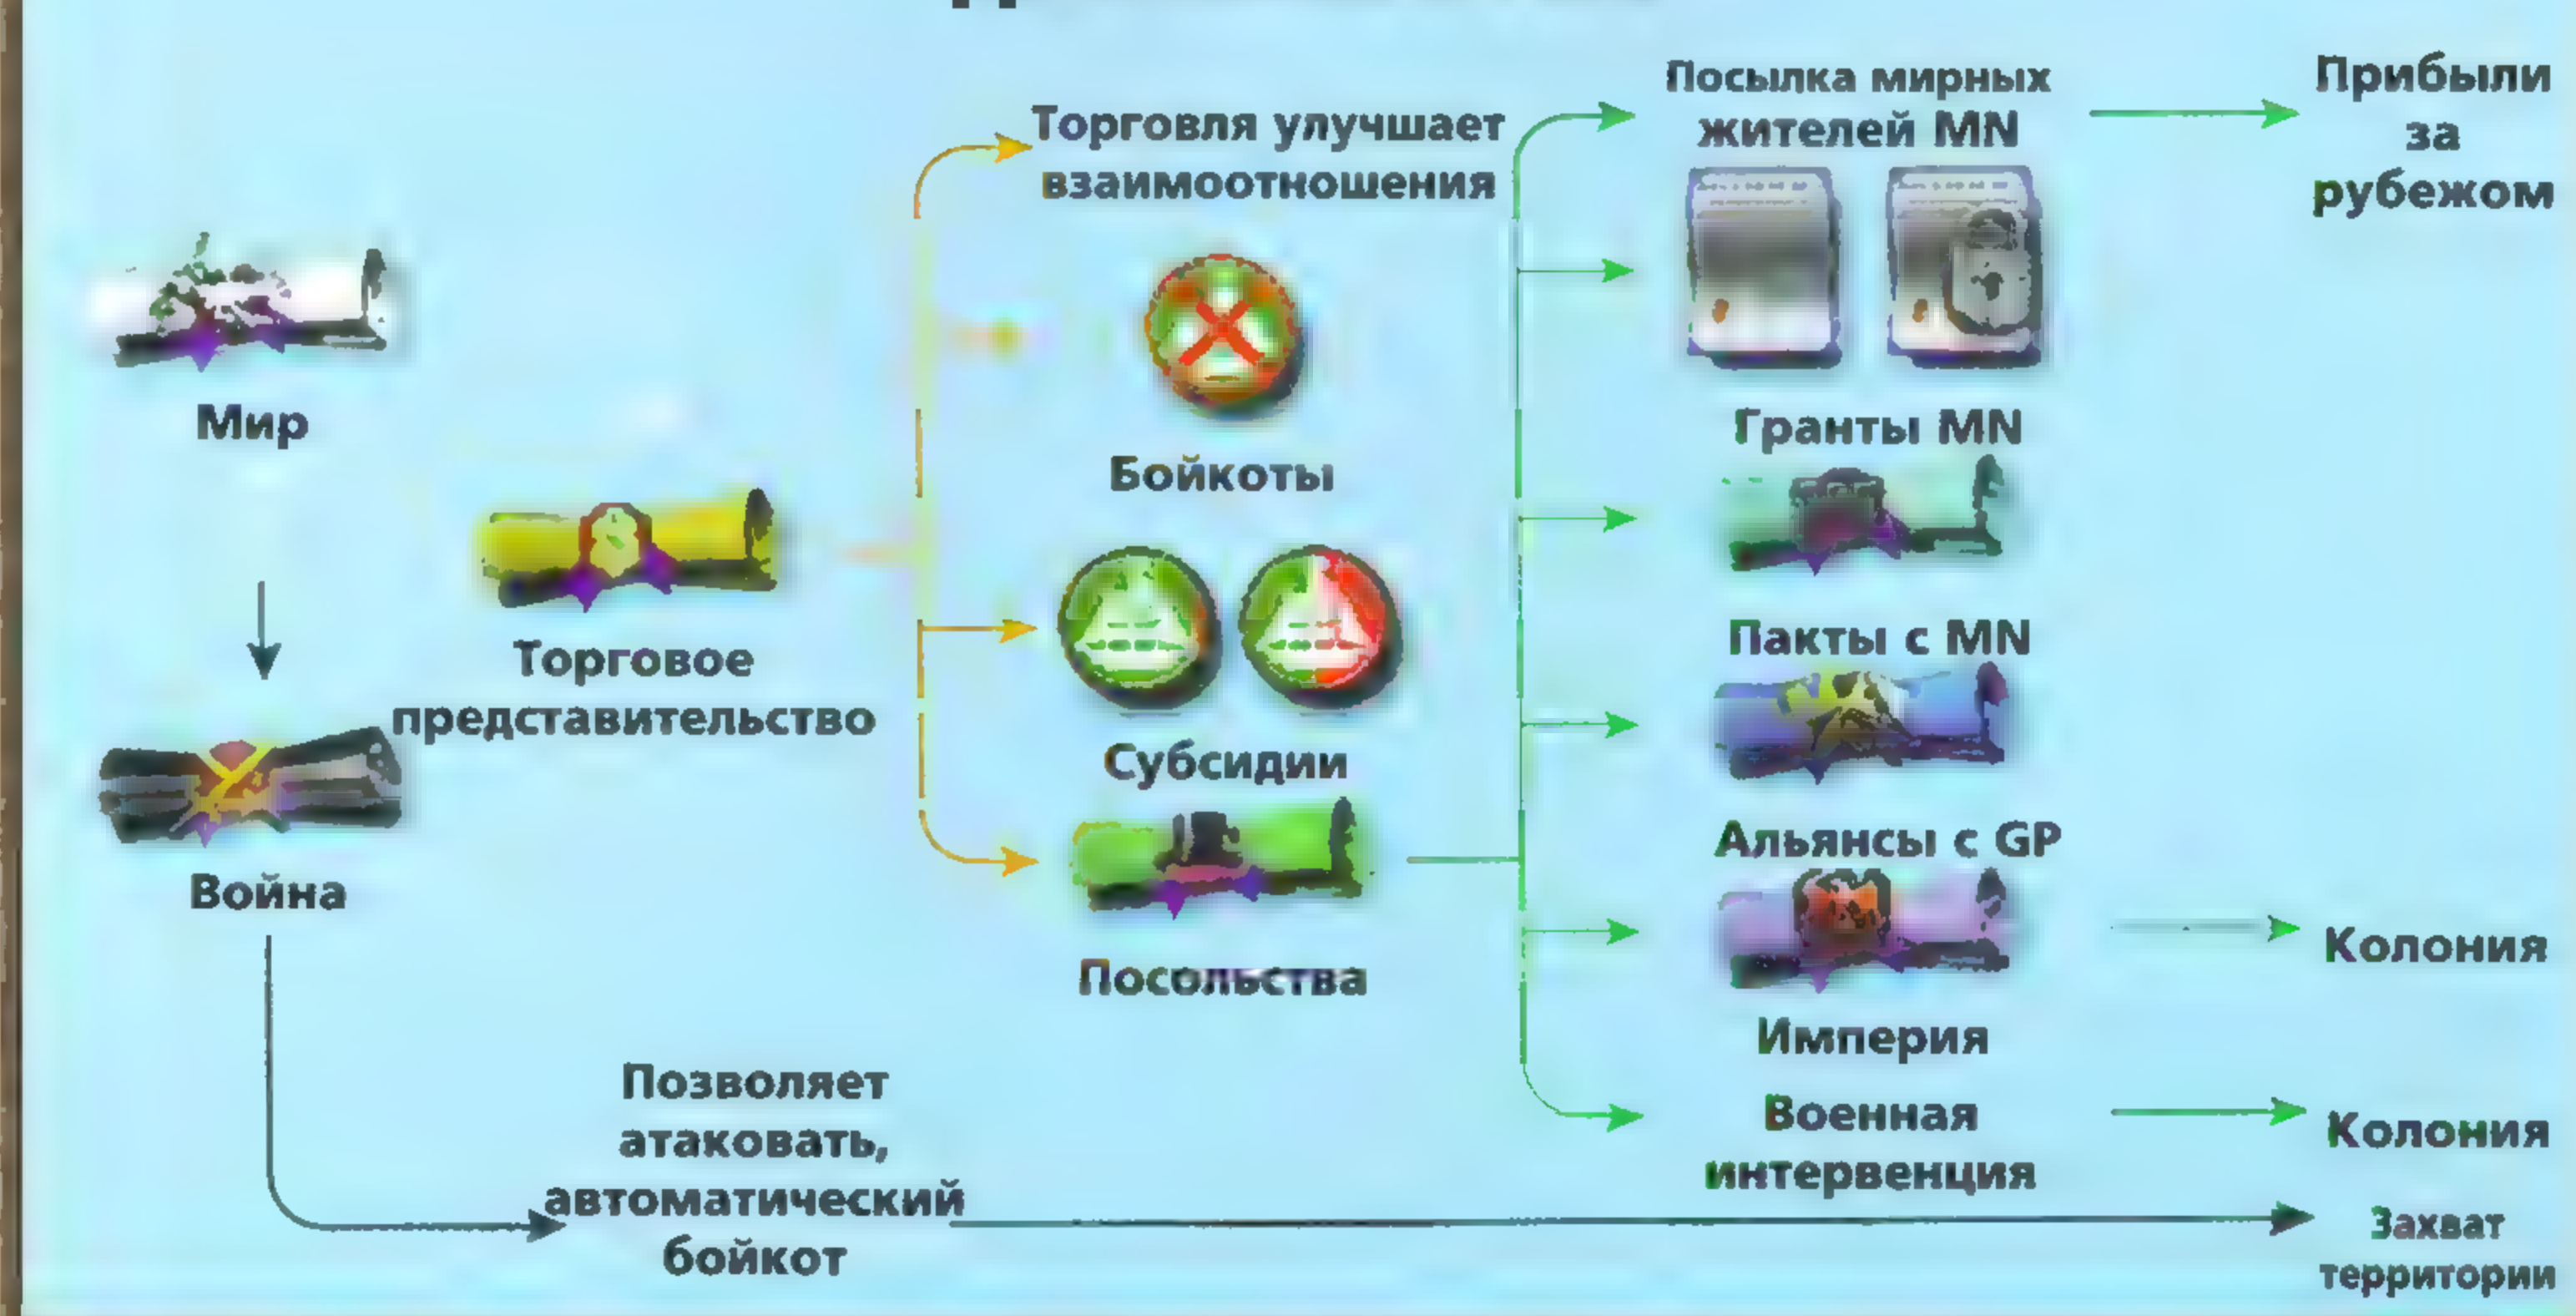 Мир
Война
Торговое
представительство
Позволяет
атаковать,
автоматический
бойкот
Торговля улучшает
взаимоотношения
Бойкоты
Субсидии
Посольства
Посылка мирных
жителей MN
Гранты MN
Пакты с MN
Альянсы с GP
Империя
Военная
интервенция
Прибыли
за
рубежом
Колония
Колония
Захват
территории